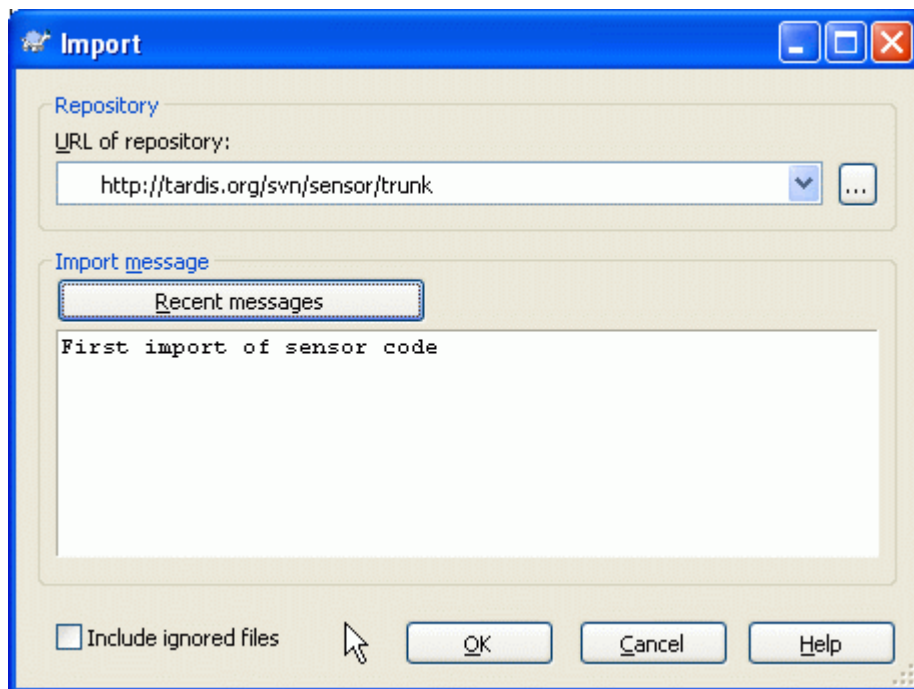 Import
Repository
URL of repository:
http://tardis.org/svn/sensor/trunk
...
Import message
Recent messages
First import of sensor code
Include ignored files
OK
Cancel
Help